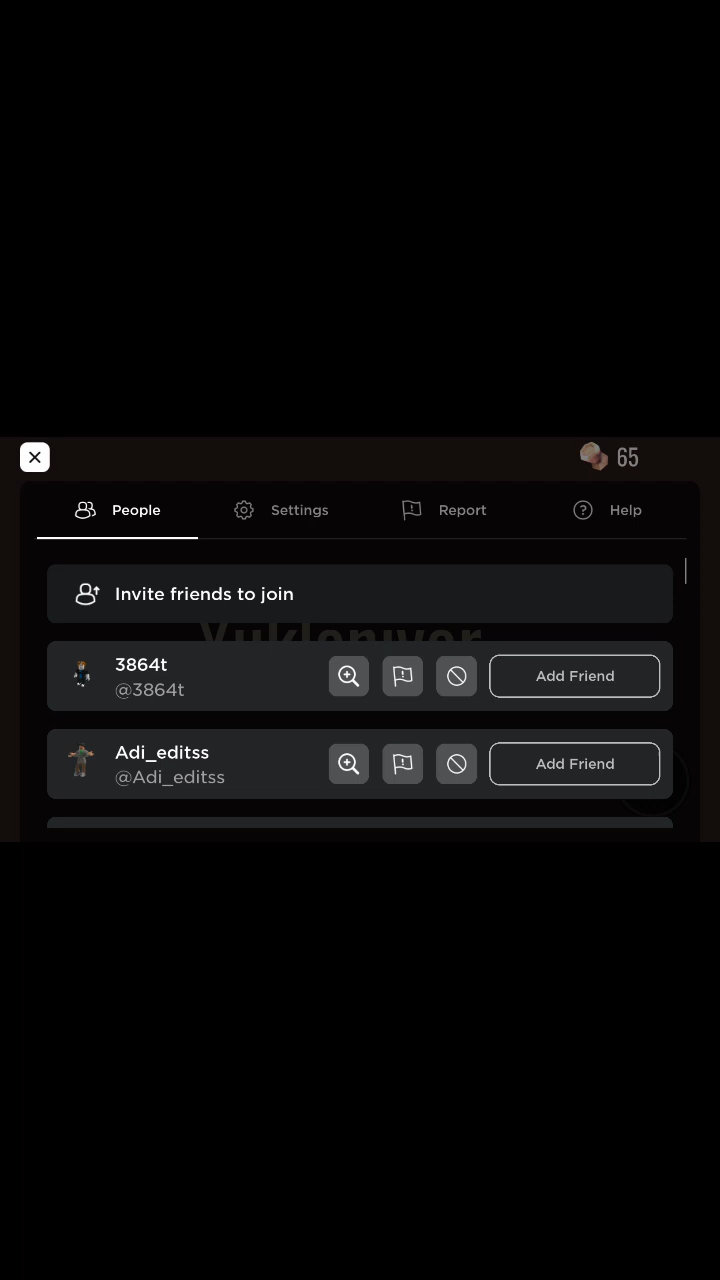 65
People Settings Report Help
Invite friends to join
3864t
@3864t
Add Friend
Adi_editss
@Adi_editss
Add Friend